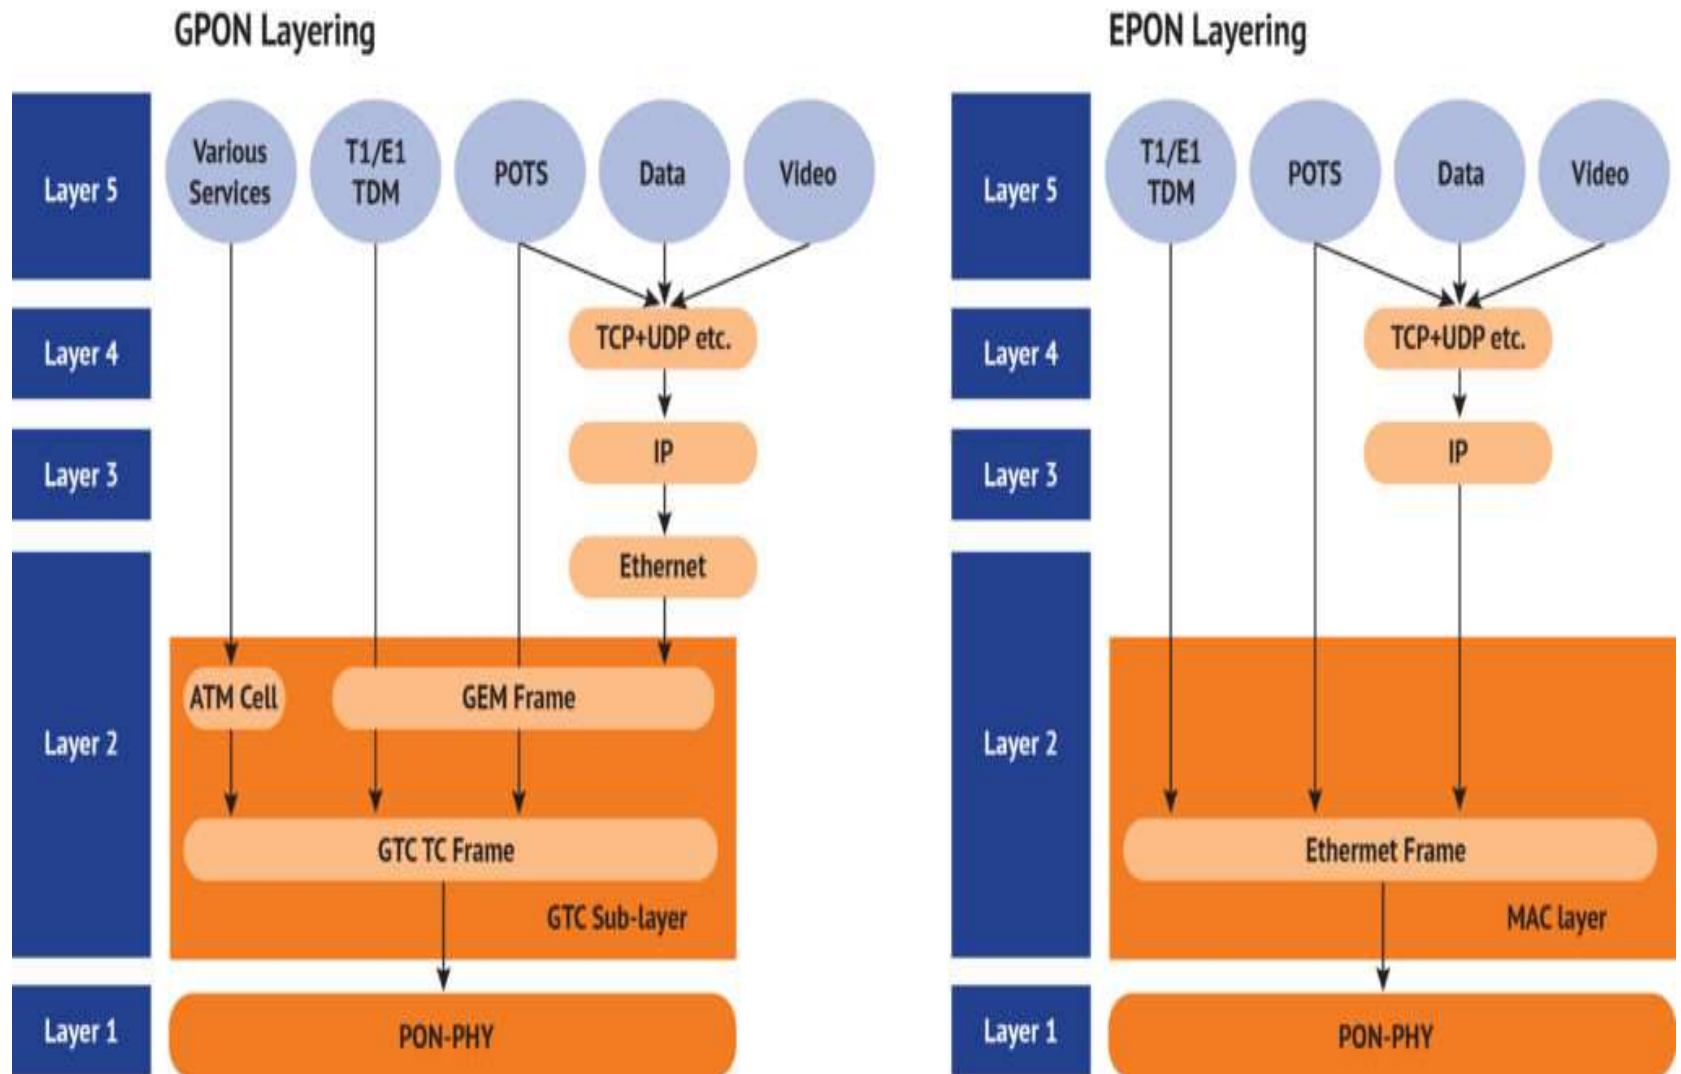 GPON Layering
Layer 5
Various
Services
T1/E1
TDM
POTS
Data
Video
Layer 4
TCP+UDP etc.
Layer 3
IP
Layer 2
Ethernet
ATM Cell
GEM Frame
GTC TC Frame
GTC Sub-layer
Layer 1
PON-PHY
EPON Layering
Layer 5
T1/E1
TDM
POTS
Data
Video
Layer 4
TCP+UDP etc.
Layer 3
IP
Layer 2
Ethermet Frame
MAC layer
Layer 1
PON-PHY